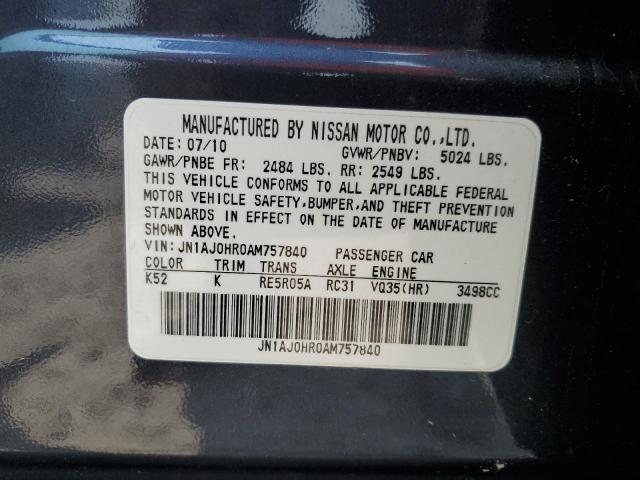 MANUFACTURED BY NISSAN MOTOR CO.,LTD.
DATE: 07/10 GVWR/PNBV: 5024 LBS.
GAWR/PNBE FR: 2484 LBS. RR: 2549 LBS.
THIS VEHICLE CONFORMS TO ALL APPLICABLE FEDERAL
MOTOR VEHICLE SAFETY,BUMPER,AND THEFT PREVENTION
STANDARDS IN EFFECT ON THE DATE OF MANUFACTURE
SHOWN ABOVE.
VIN:JN1AJ0HR0AM757840 PASSENGER CAR
COLOR TRIM TRANS AXLE ENGINE
K52 K RE5R05A RC31 VQ35(HR) 3498CC
JN1AJ0HR0AM757840